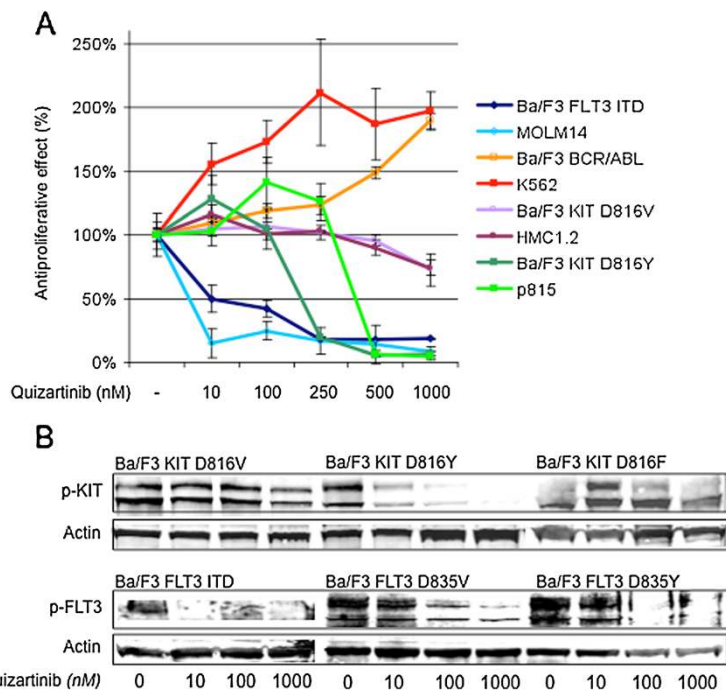 A
250%
200%
150%
100%
50%
0%
Antiproliferative effect (%)
Quizartinib (nM) - 10 100 250 500 1000
Ba/F3 FLT3 ITD
MOLM14
Ba/F3 BCR/ABL
K562
Ba/F3 KIT D816V
HMC1.2
Ba/F3 KIT D816Y
p815
B
Ba/F3 KIT D816V Ba/F3 KIT D816Y Ba/F3 KIT D816F
p-KIT
Actin
Ba/F3 FLT3 ITD Ba/F3 FLT3 D835V Ba/F3 FLT3 D835Y
p-FLT3
Actin
uizartinib (nM) 0 10 100 1000 0 10 100 1000 0 10 100 1000